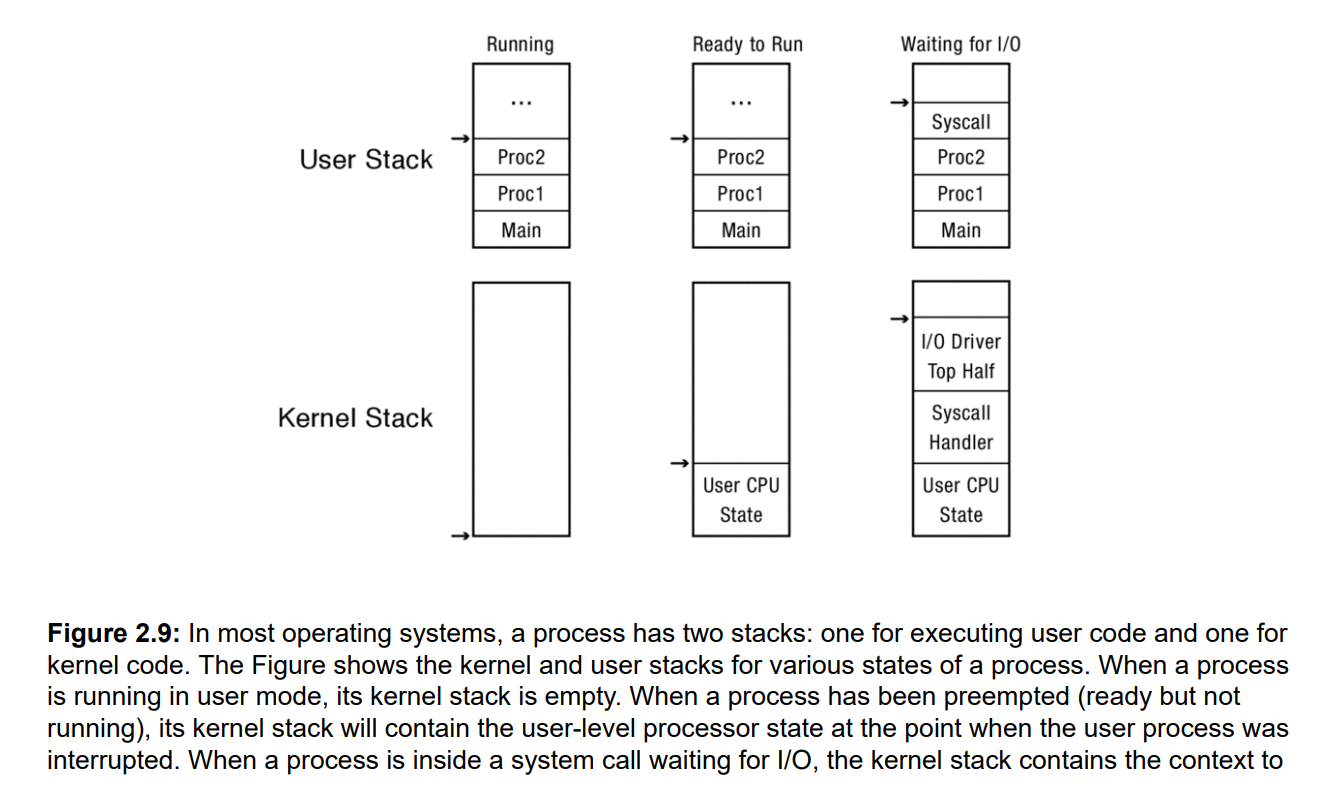 Running
Ready to Run
Waiting for I/O
...
...
Syscall
User Stack
Proc2
Proc2
Proc2
Proc1
Proc1
Proc1
Main
Main
Main
I/O Driver
Top Half
Kernel Stack
Syscall
Handler
User CPU
State
User CPU
State
Figure 2.9: In most operating systems, a process has two stacks: one for executing user code and one for
kernel code. The Figure shows the kernel and user stacks for various states of a process. When a process
is running in user mode, its kernel stack is empty. When a process has been preempted (ready but not
running), its kernel stack will contain the user-level processor state at the point when the user process was
interrupted. When a process is inside a system call waiting for I/O, the kernel stack contains the context to